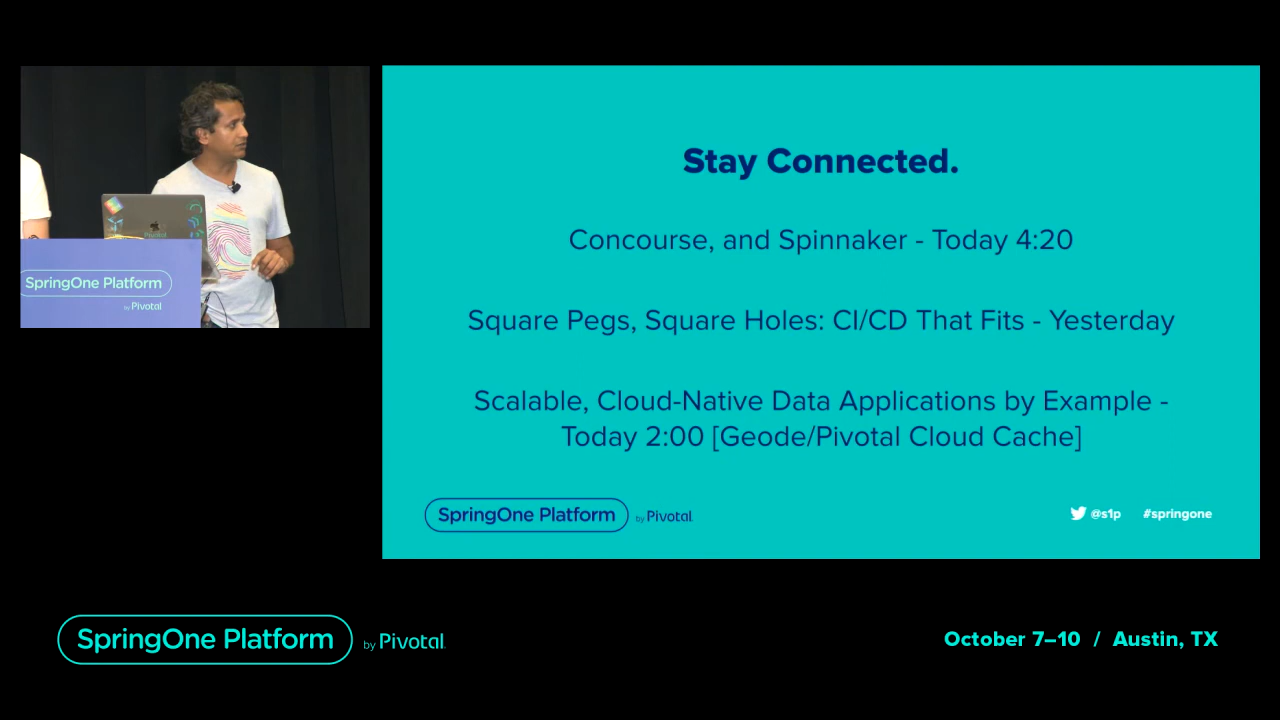 Stay Connected.
Concourse, and Spinnaker - Today 4:20
Square Pegs, Square Holes: CI/CD That Fits - Yesterday
Scalable, Cloud-Native Data Applications by Example -
Today 2:00 [Geode/Pivotal Cloud Cache]
SpringOne Platform by Pivotal
@s1p #springone
Pivotal
SpringOne Platform
by Pivotal
SpringOne Platform by Pivotal
October 7–10 / Austin, TX